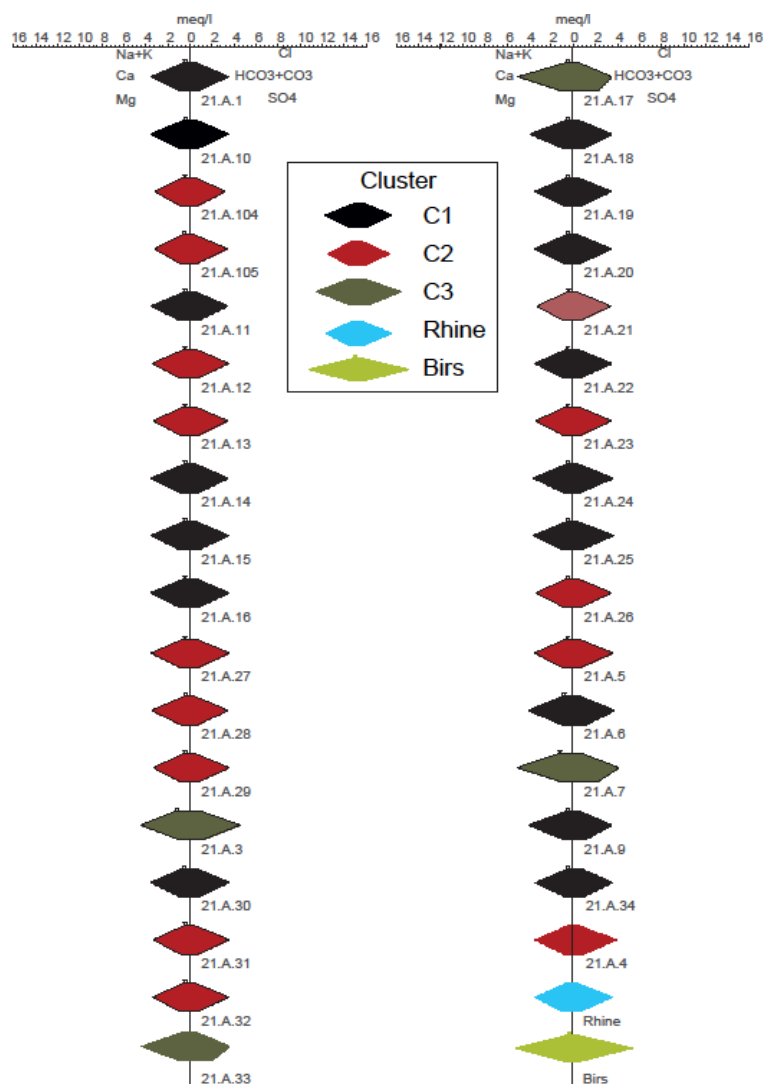 meq/l
16 14 12 10 8 6 4 2 0 2 4 6 8 10 12 14 16
Na+K Cl
Ca HCO3+CO3
Mg SO4
21.A.1
21.A.10
21.A.104
21.A.105
21.A.11
21.A.12
21.A.13
21.A.14
21.A.15
21.A.16
21.A.27
21.A.28
21.A.29
21.A.3
21.A.30
21.A.31
21.A.32
21.A.33
Cluster
C1
C2
C3
Rhine
Birs
meq/l
16 14 12 10 8 6 4 2 0 2 4 6 8 10 12 14 16
Na+K Cl
Ca HCO3+CO3
Mg SO4
21.A.17
21.A.18
21.A.19
21.A.20
21.A.21
21.A.22
21.A.23
21.A.24
21.A.25
21.A.26
21.A.5
21.A.6
21.A.7
21.A.9
21.A.34
21.A.4
Rhine
Birs